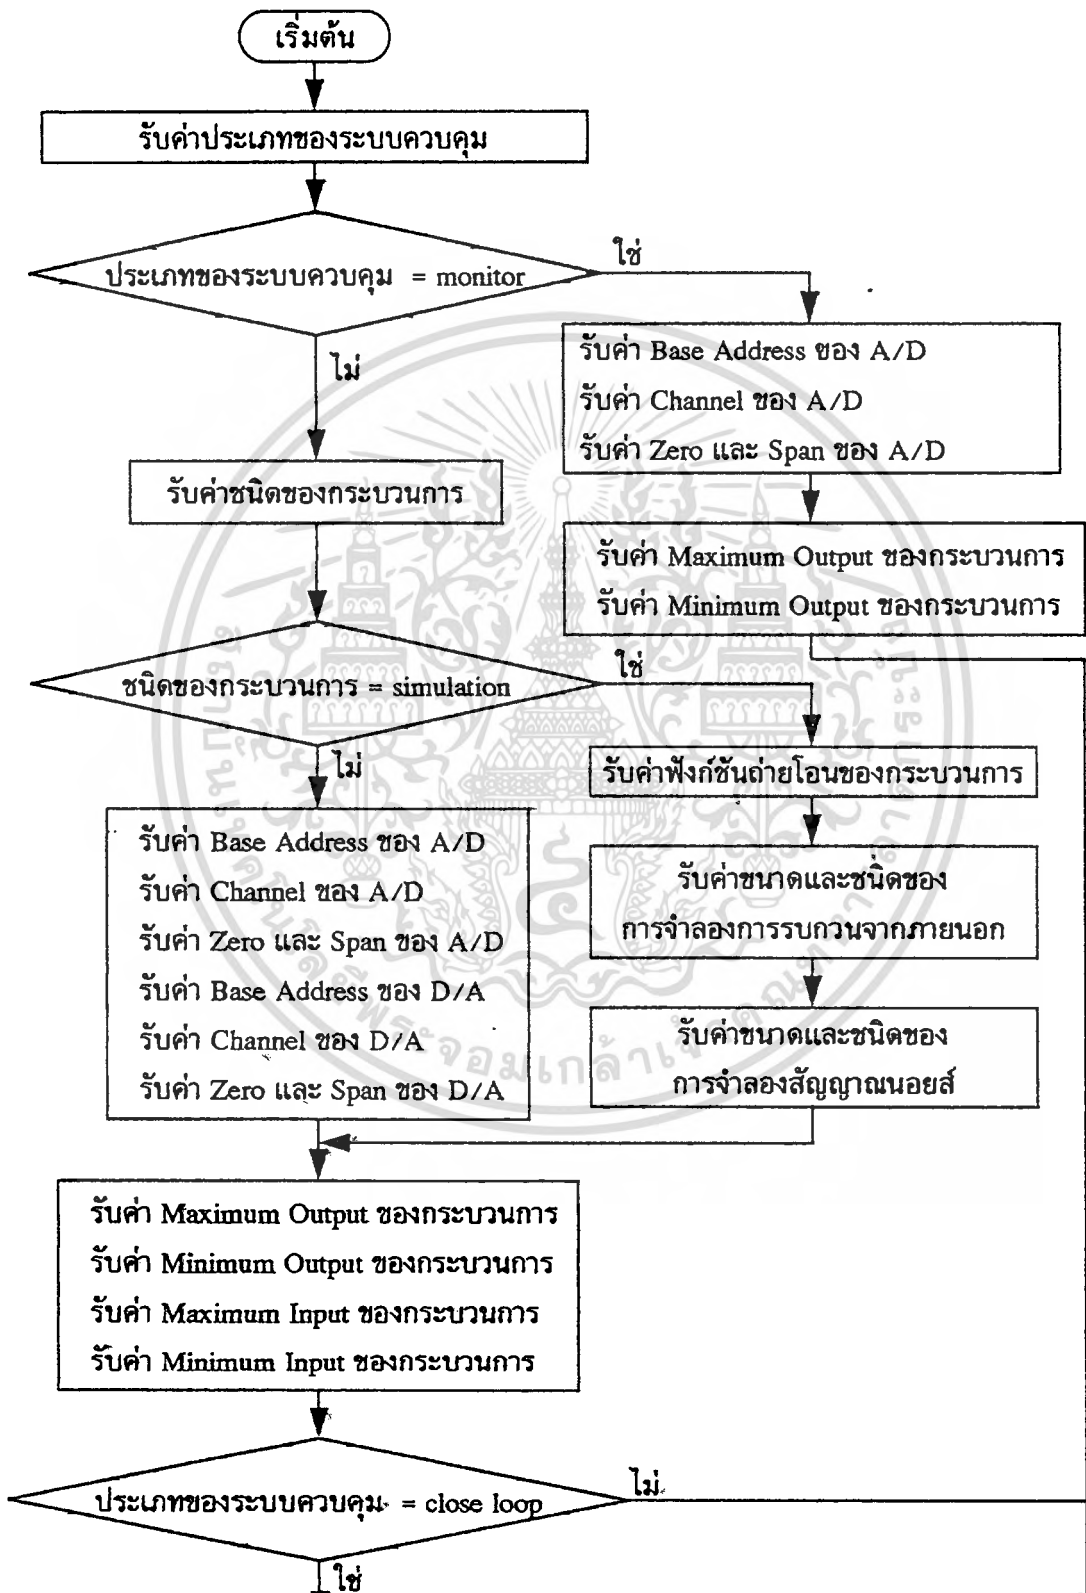 เริ่มต้น
รับค่าประเภทของระบบควบคุม
ประเภทของระบบควบคุม = monitor
ใช่
ไม่
รับค่า Base Address ของ A/D
รับค่า Channel ของ A/D
รับค่า Zero และ Span ของ A/D
รับค่า Maximum Output ของกระบวนการ
รับค่า Minimum Output ของกระบวนการ
รับค่าชนิดของกระบวนการ
ชนิดของกระบวนการ = simulation
ใช่
ไม่
รับค่าฟังก์ชันถ่ายโอนของกระบวนการ
รับค่าขนาดและชนิดของ
การจำลองการรบกวนจากภายนอก
รับค่าขนาดและชนิดของ
การจำลองสัญญาณนอยส์
รับค่า Base Address ของ A/D
รับค่า Channel ของ A/D
รับค่า Zero และ Span ของ A/D
รับค่า Base Address ของ D/A
รับค่า Channel ของ D/A
รับค่า Zero และ Span ของ D/A
รับค่า Maximum Output ของกระบวนการ
รับค่า Minimum Output ของกระบวนการ
รับค่า Maximum Input ของกระบวนการ
รับค่า Minimum Input ของกระบวนการ
ประเภทของระบบควบคุม = close loop
ไม่
ใช่